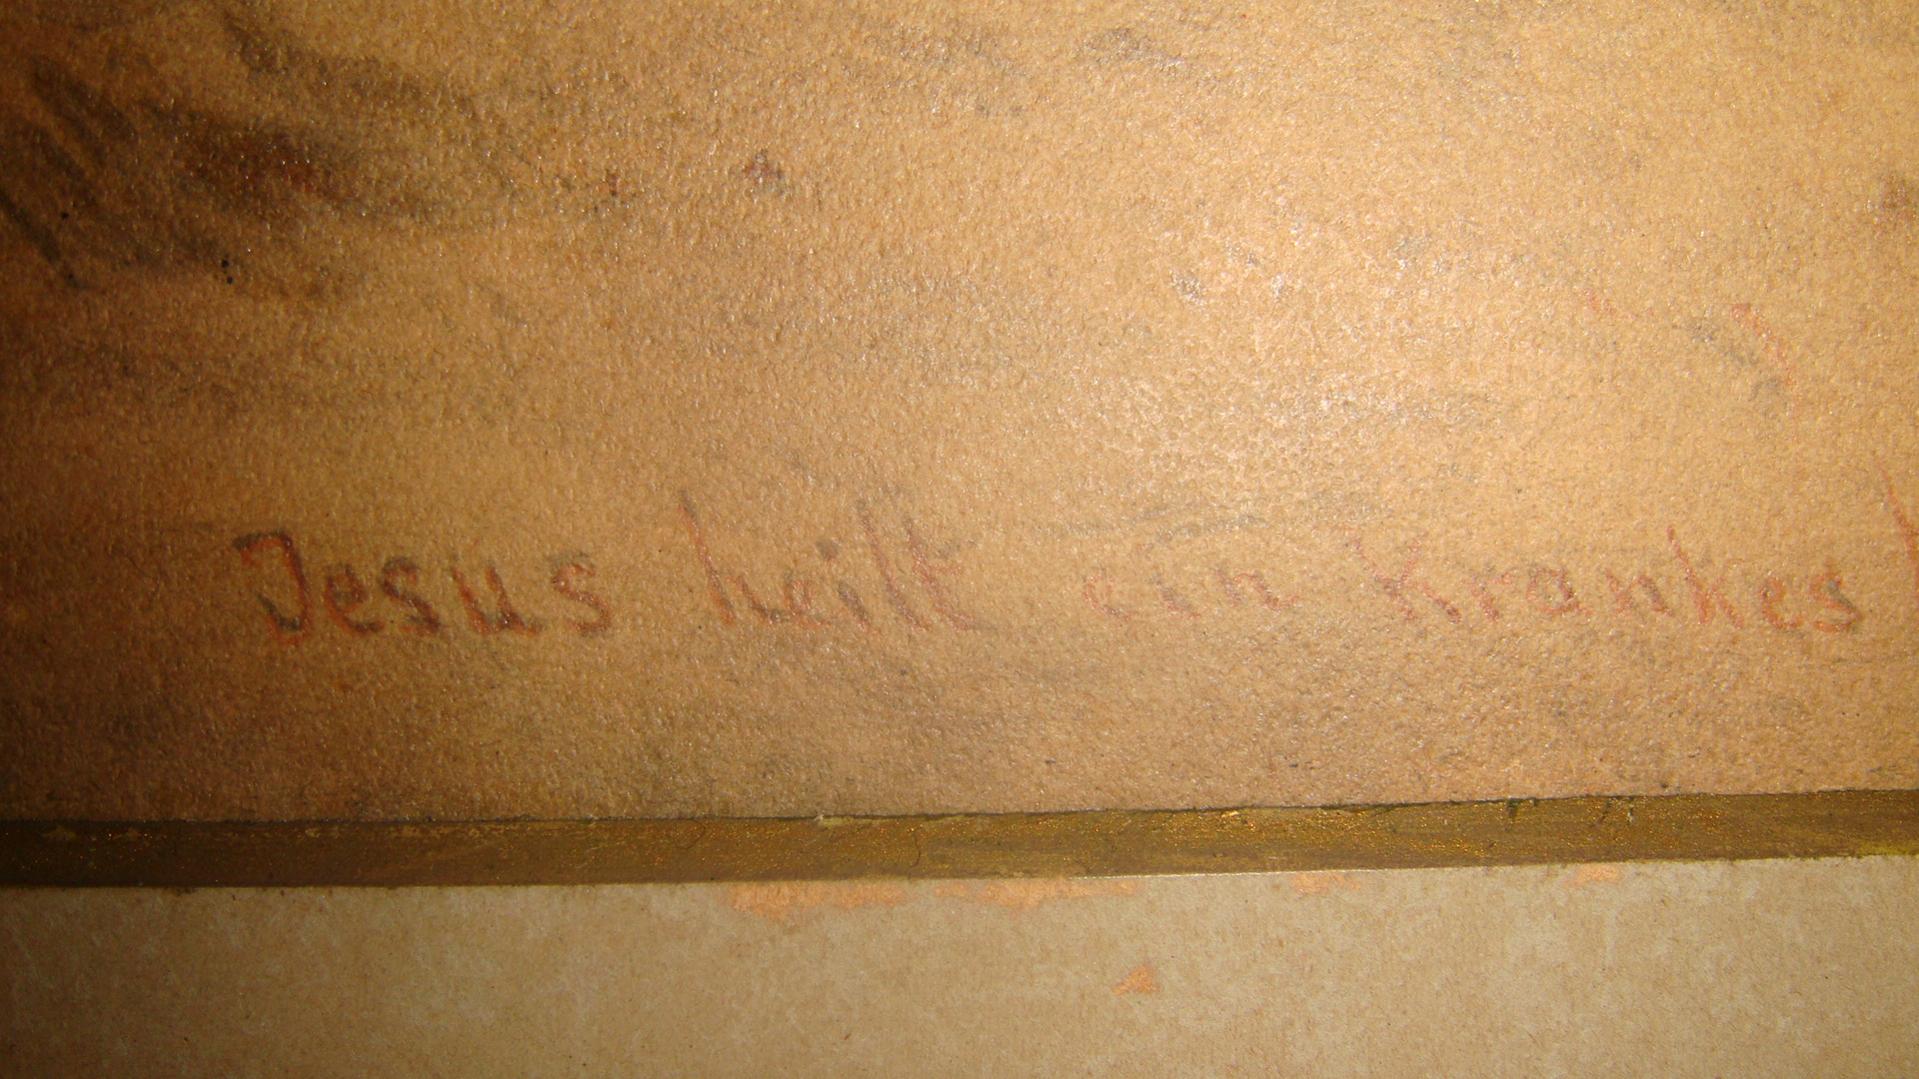 Jesus heilt ein Krankes